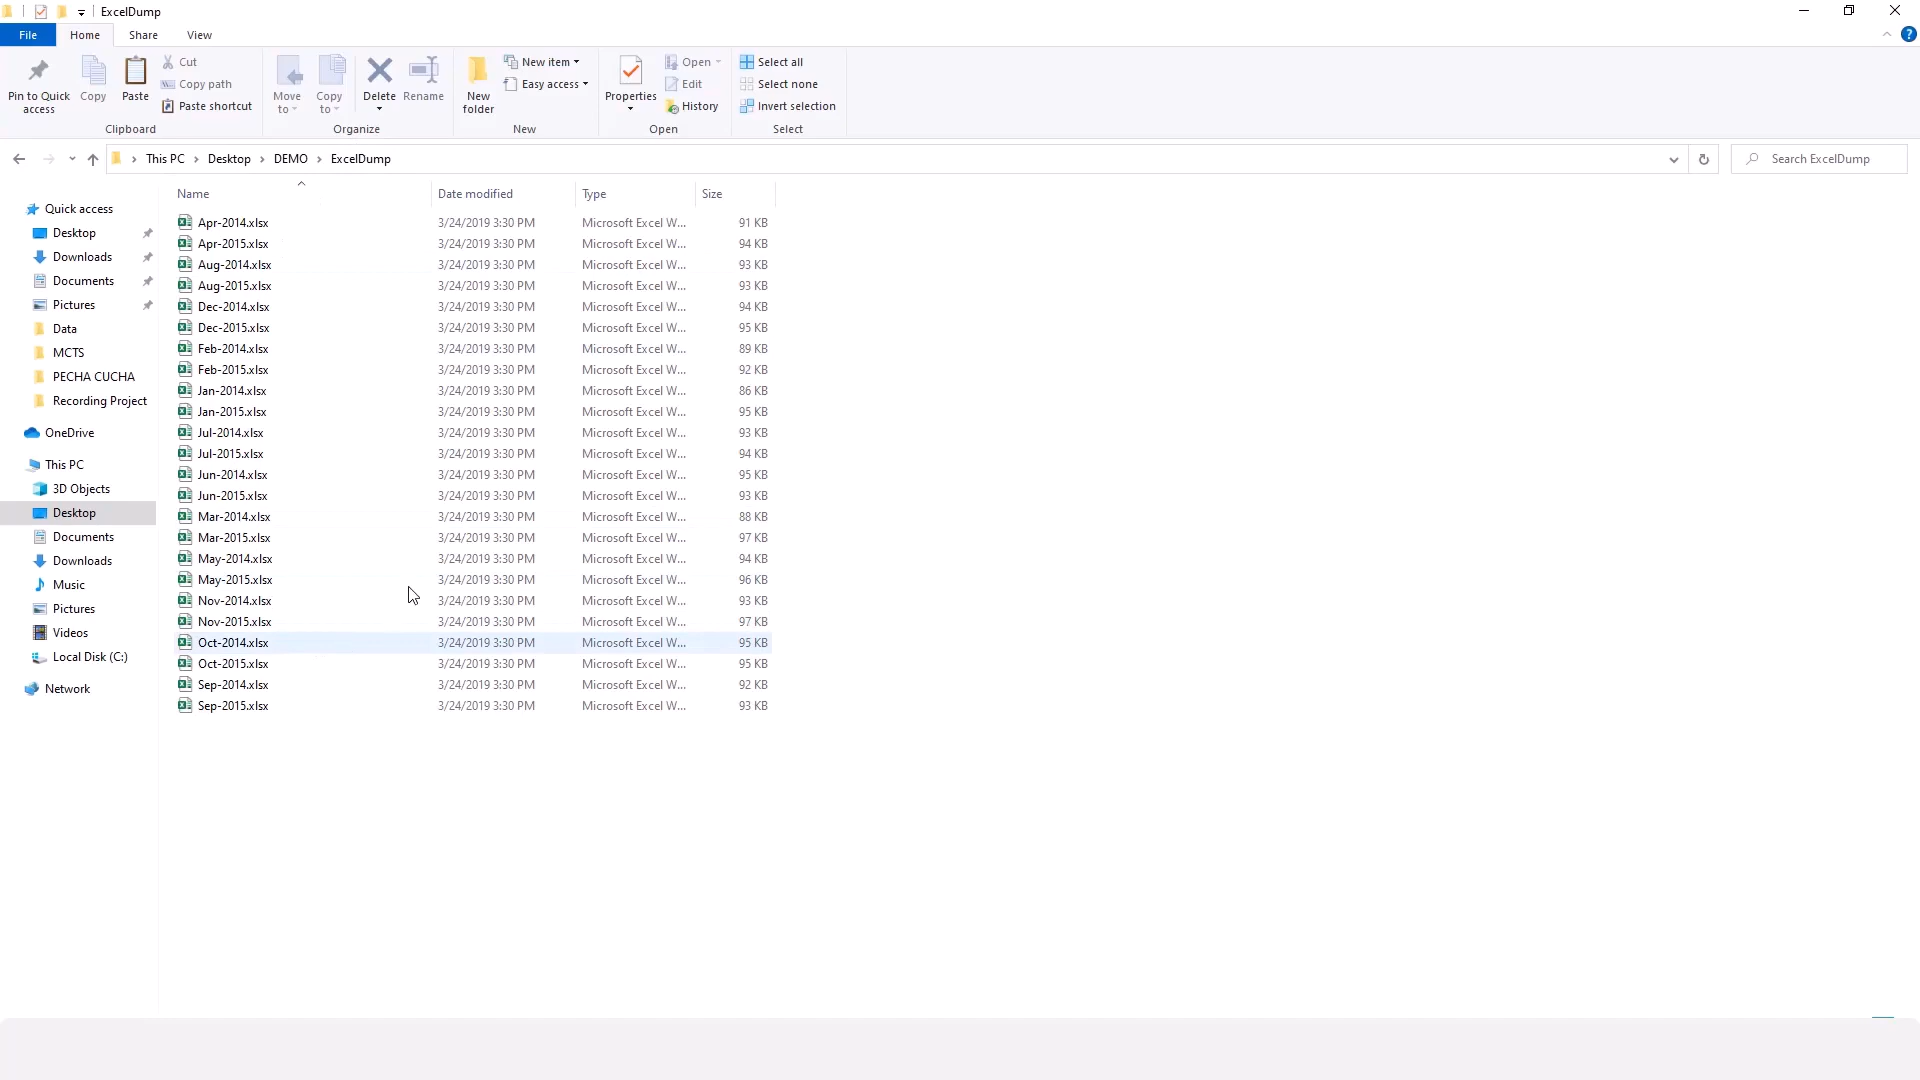 ExcelDump
File Home Share View
Pin to Quick access
Copy
Paste
Cut
Copy path
Paste shortcut
Clipboard
Move to
Copy to
Delete
Rename
Organize
New folder
New item
Easy access
New
Properties
Open
Edit
History
Open
Select all
Select none
Invert selection
Select
This PC > Desktop > DEMO > ExcelDump
Search ExcelDump
Quick access
Desktop
Downloads
Documents
Pictures
Data
MCTS
PECHA CUCHA
Recording Project
OneDrive
This PC
3D Objects
Desktop
Documents
Downloads
Music
Pictures
Videos
Local Disk (C:)
Network
Name Date modified Type Size
Apr-2014.xlsx 3/24/2019 3:30 PM Microsoft Excel W... 91 KB
Apr-2015.xlsx 3/24/2019 3:30 PM Microsoft Excel W... 94 KB
Aug-2014.xlsx 3/24/2019 3:30 PM Microsoft Excel W... 93 KB
Aug-2015.xlsx 3/24/2019 3:30 PM Microsoft Excel W... 93 KB
Dec-2014.xlsx 3/24/2019 3:30 PM Microsoft Excel W... 94 KB
Dec-2015.xlsx 3/24/2019 3:30 PM Microsoft Excel W... 95 KB
Feb-2014.xlsx 3/24/2019 3:30 PM Microsoft Excel W... 89 KB
Feb-2015.xlsx 3/24/2019 3:30 PM Microsoft Excel W... 92 KB
Jan-2014.xlsx 3/24/2019 3:30 PM Microsoft Excel W... 86 KB
Jan-2015.xlsx 3/24/2019 3:30 PM Microsoft Excel W... 95 KB
Jul-2014.xlsx 3/24/2019 3:30 PM Microsoft Excel W... 93 KB
Jul-2015.xlsx 3/24/2019 3:30 PM Microsoft Excel W... 94 KB
Jun-2014.xlsx 3/24/2019 3:30 PM Microsoft Excel W... 95 KB
Jun-2015.xlsx 3/24/2019 3:30 PM Microsoft Excel W... 93 KB
Mar-2014.xlsx 3/24/2019 3:30 PM Microsoft Excel W... 88 KB
Mar-2015.xlsx 3/24/2019 3:30 PM Microsoft Excel W... 97 KB
May-2014.xlsx 3/24/2019 3:30 PM Microsoft Excel W... 94 KB
May-2015.xlsx 3/24/2019 3:30 PM Microsoft Excel W... 96 KB
Nov-2014.xlsx 3/24/2019 3:30 PM Microsoft Excel W... 93 KB
Nov-2015.xlsx 3/24/2019 3:30 PM Microsoft Excel W... 97 KB
Oct-2014.xlsx 3/24/2019 3:30 PM Microsoft Excel W... 95 KB
Oct-2015.xlsx 3/24/2019 3:30 PM Microsoft Excel W... 95 KB
Sep-2014.xlsx 3/24/2019 3:30 PM Microsoft Excel W... 92 KB
Sep-2015.xlsx 3/24/2019 3:30 PM Microsoft Excel W... 93 KB